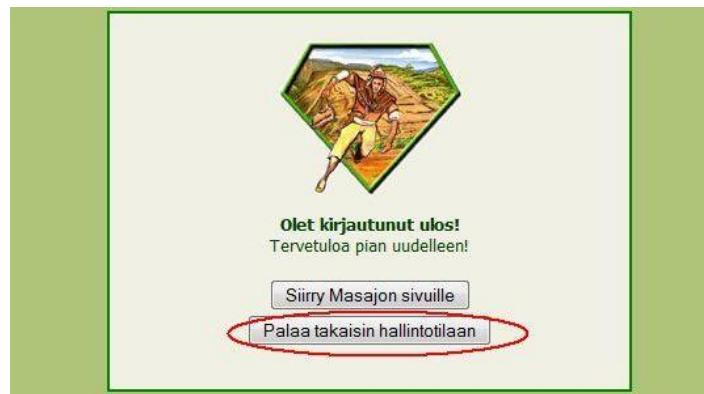 Olet kirjautunut ulos!
Tervetuloa pian uudelleen!
Siirry Masajon sivuille
Palaa takaisin hallintotilaan